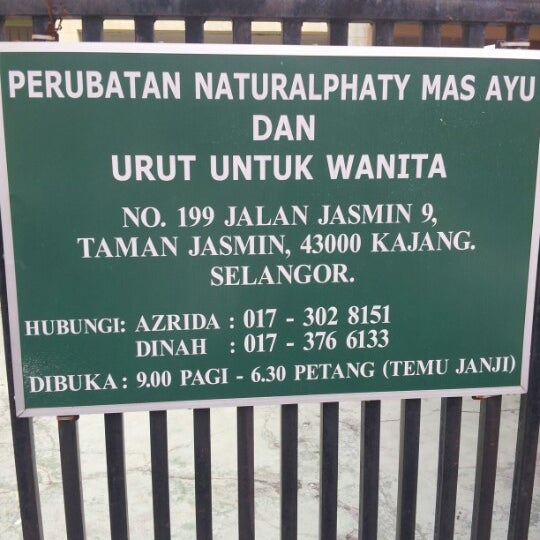 PERUBATAN NATURALPHATY MAS AYU
DAN
URUT UNTUK WANITA
NO. 199 JALAN JASMIN 9,
TAMAN JASMIN, 43000 KAJANG.
SELANGOR.
HUBUNGI: AZRIDA : 017 - 302 8151
DINAH : 017 - 376 6133
DIBUKA : 9.00 PAGI - 6.30 PETANG (TEMU JANJI)